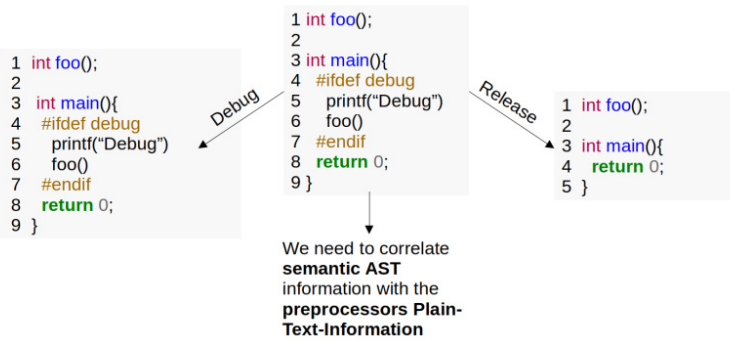 1 int foo();
2
3 int main(){
4 #ifdef debug
5 printf(“Debug”)
6 foo()
7 #endif
8 return 0;
9 }
Debug
1 int foo();
2
3 int main(){
4 #ifdef debug
5 printf(“Debug”)
6 foo()
7 #endif
8 return 0;
9 }
Release
1 int foo();
2
3 int main(){
4 return 0;
5 }
We need to correlate
semantic AST
information with the
preprocessors Plain-
Text-Information